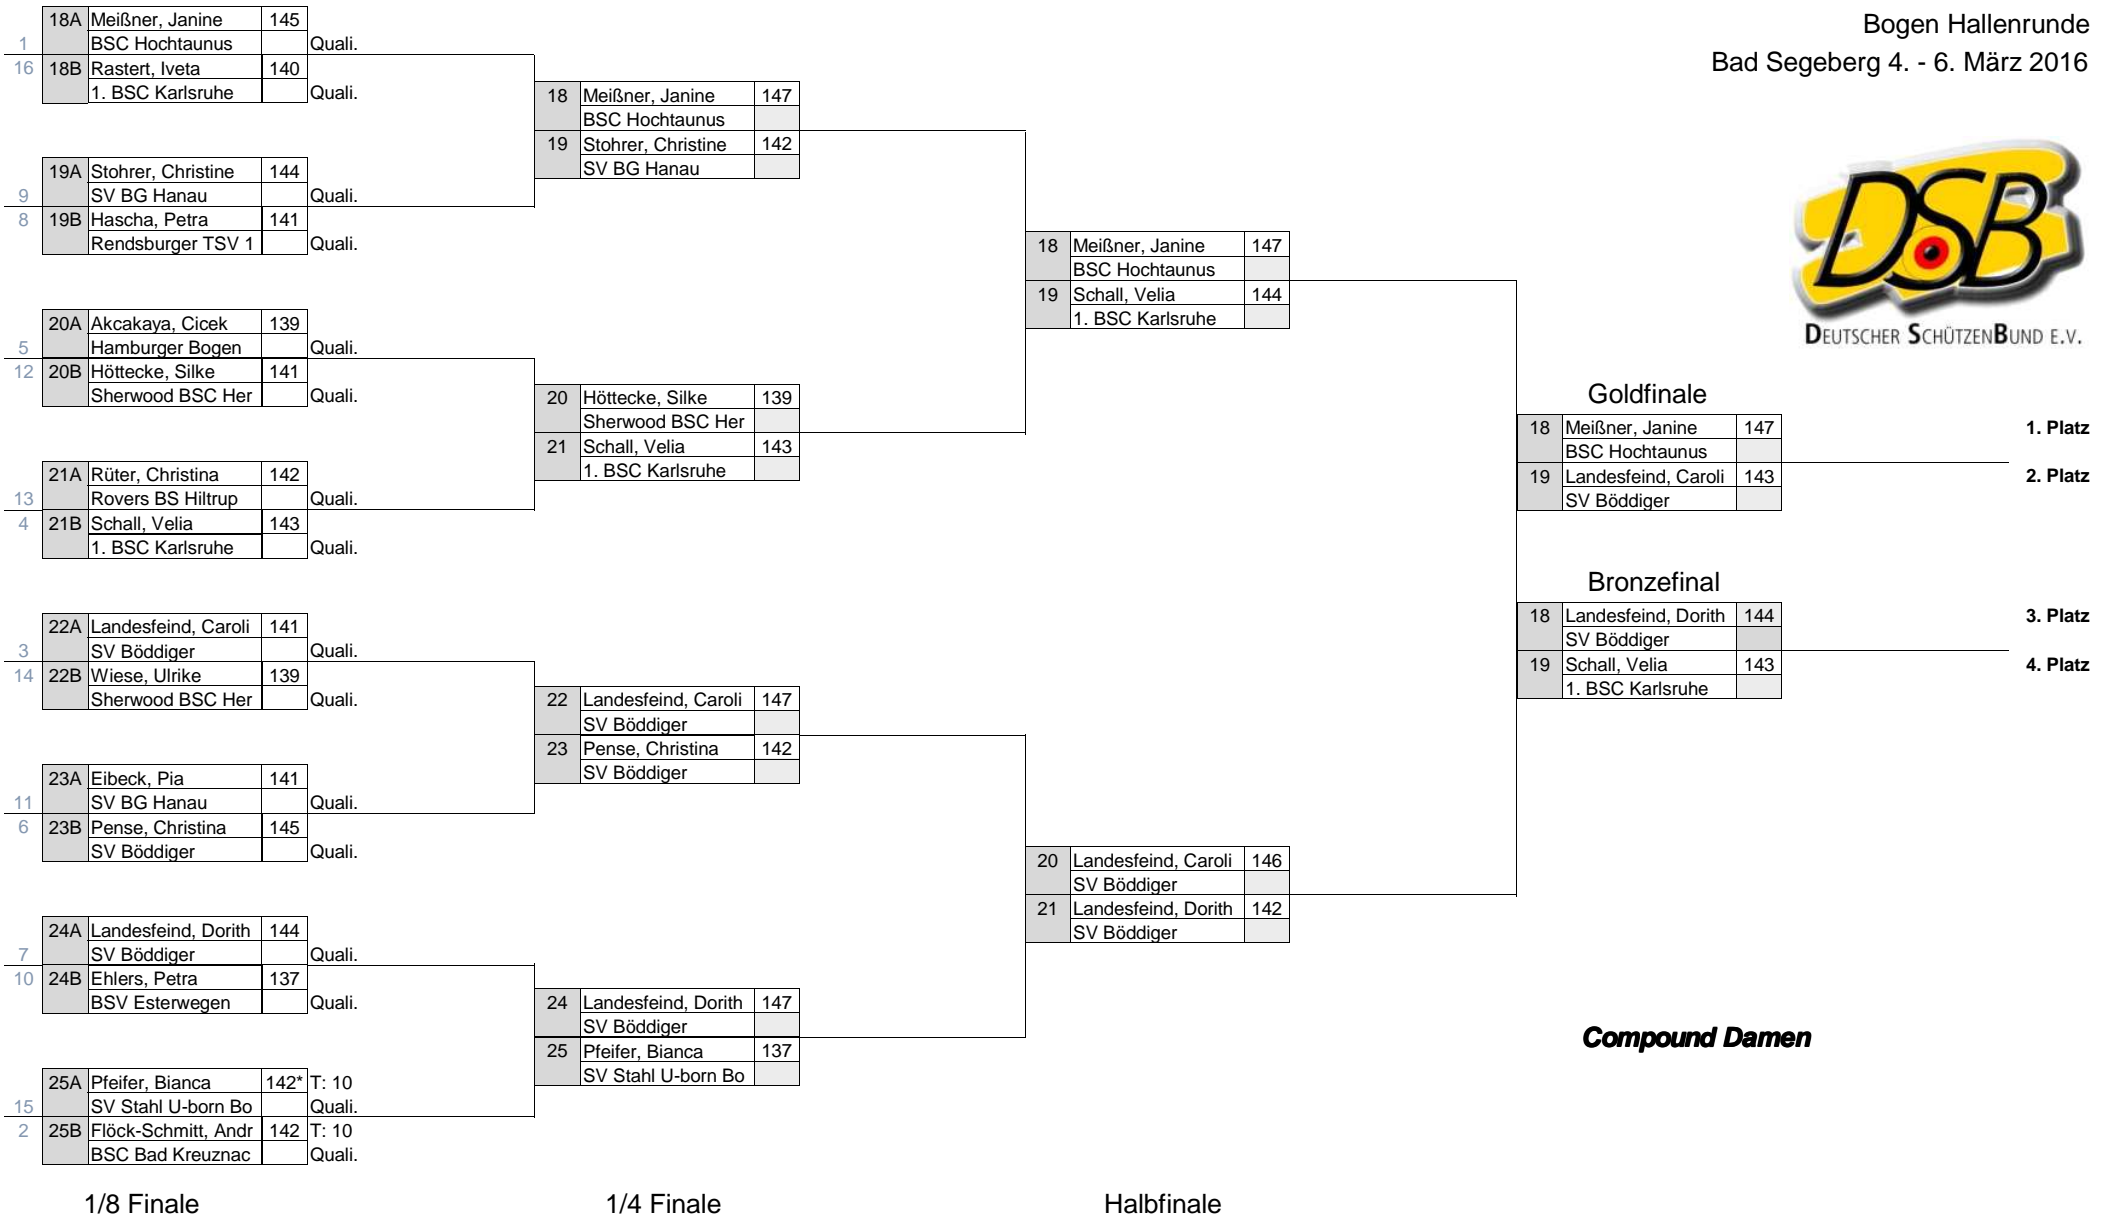 Bogen Hallenrunde
Bad Segeberg 4. - 6. März 2016
DSB
DEUTSCHER SCHÜTZENBUND E.V.
18A Meißner, Janine 145
1 BSC Hochtaunus Quali.
16 18B Rastert, Iveta 140
1. BSC Karlsruhe Quali.
19A Stohrer, Christine 144
9 SV BG Hanau Quali.
8 19B Hascha, Petra 141
Rendsburger TSV 1 Quali.
20A Akcakaya, Cicek 139
5 Hamburger Bogen Quali.
12 20B Höttecke, Silke 141
Sherwood BSC Her Quali.
21A Rüter, Christina 142
13 Rovers BS Hiltrup Quali.
4 21B Schall, Velia 143
1. BSC Karlsruhe Quali.
22A Landesfeind, Caroli 141
3 SV Böddiger Quali.
14 22B Wiese, Ulrike 139
Sherwood BSC Her Quali.
23A Eibeck, Pia 141
11 SV BG Hanau Quali.
6 23B Pense, Christina 145
SV Böddiger Quali.
24A Landesfeind, Dorith 144
7 SV Böddiger Quali.
10 24B Ehlers, Petra 137
BSV Esterwegen Quali.
25A Pfeifer, Bianca 142* T: 10
15 SV Stahl U-born Bo Quali.
2 25B Flöck-Schmitt, Andr 142 T: 10
BSC Bad Kreuznac Quali.
1/8 Finale
18 Meißner, Janine 147
BSC Hochtaunus
19 Stohrer, Christine 142
SV BG Hanau
20 Höttecke, Silke 139
Sherwood BSC Her
21 Schall, Velia 143
1. BSC Karlsruhe
22 Landesfeind, Caroli 147
SV Böddiger
23 Pense, Christina 142
SV Böddiger
24 Landesfeind, Dorith 147
SV Böddiger
25 Pfeifer, Bianca 137
SV Stahl U-born Bo
1/4 Finale
18 Meißner, Janine 147
BSC Hochtaunus
19 Schall, Velia 144
1. BSC Karlsruhe
20 Landesfeind, Caroli 146
SV Böddiger
21 Landesfeind, Dorith 142
SV Böddiger
Halbfinale
Goldfinale
18 Meißner, Janine 147 1. Platz
BSC Hochtaunus
19 Landesfeind, Caroli 143 2. Platz
SV Böddiger
Bronzefinal
18 Landesfeind, Dorith 144 3. Platz
SV Böddiger
19 Schall, Velia 143 4. Platz
1. BSC Karlsruhe
Compound Damen